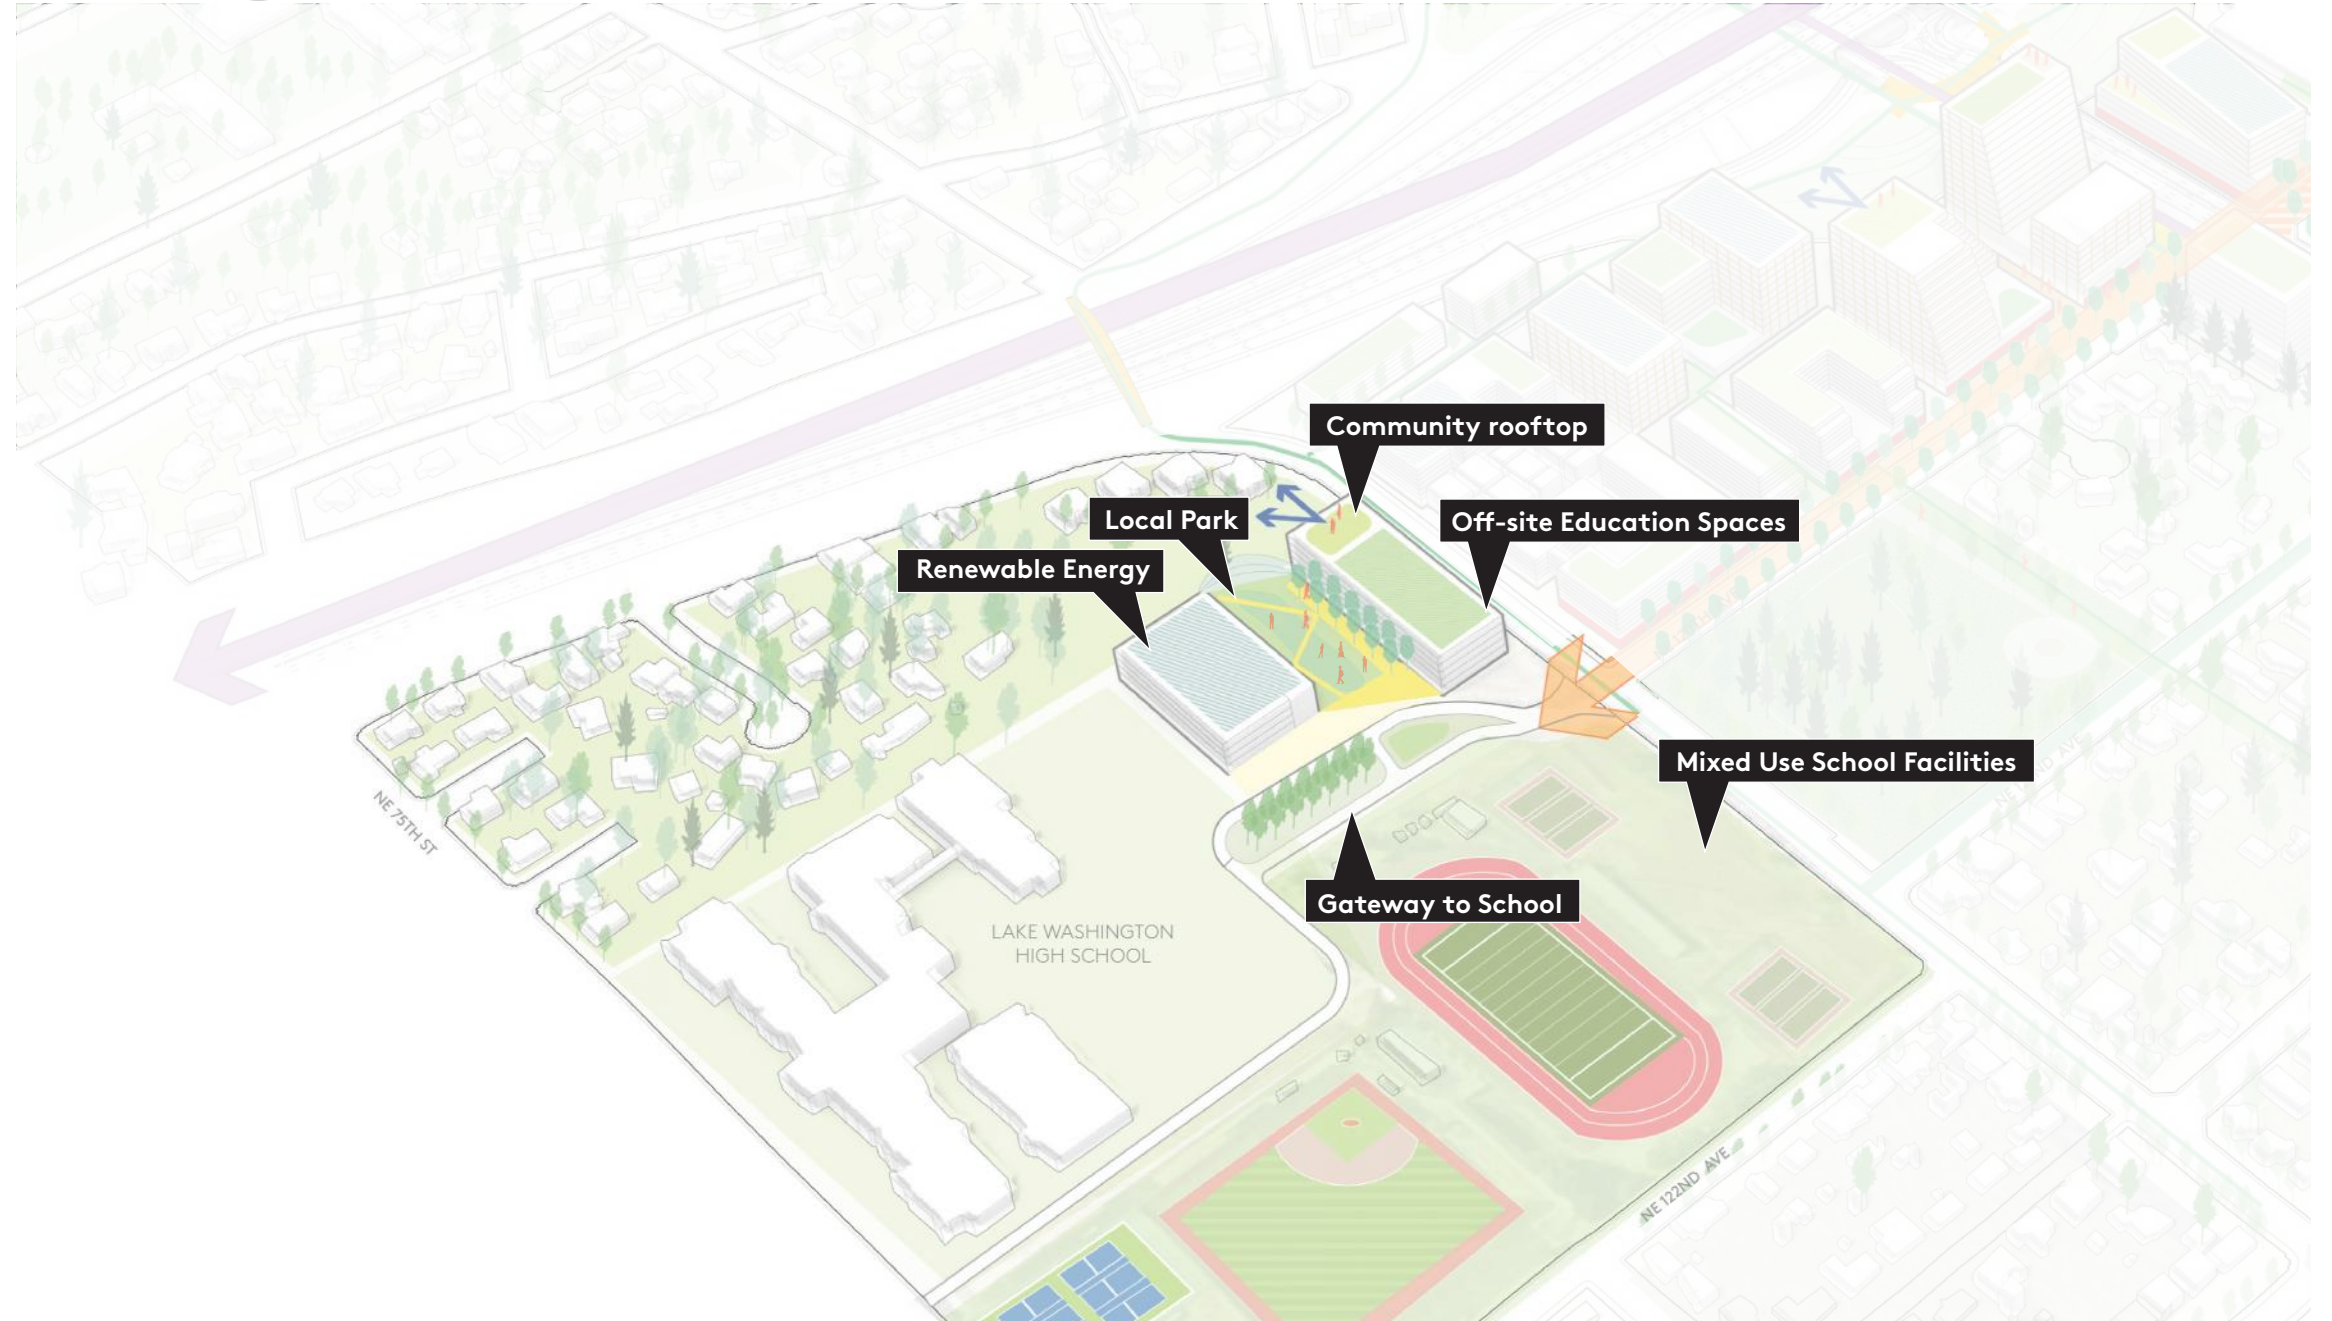 Community rooftop
Local Park
Off-site Education Spaces
Renewable Energy
Mixed Use School Facilities
NE 75TH ST
Gateway to School
LAKE WASHINGTON
HIGH SCHOOL
NE 122ND AVE